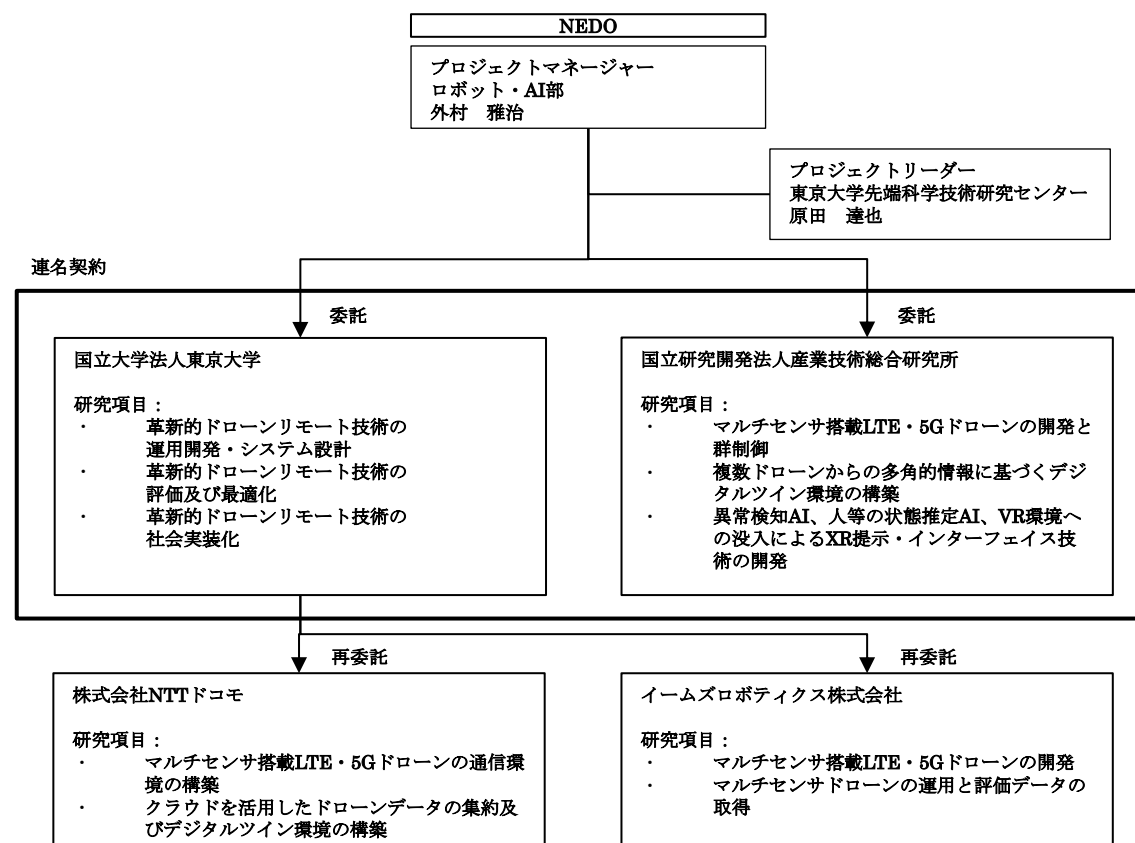 NEDO
プロジェクトマネージャー
ロボット・AI部
外村　雅治
プロジェクトリーダー
東京大学先端科学技術研究センター
原田　達也
連名契約
委託
国立大学法人東京大学
研究項目：
・　革新的ドローンリモート技術の
運用開発・システム設計
・　革新的ドローンリモート技術の
評価及び最適化
・　革新的ドローンリモート技術の
社会実装化
委託
国立研究開発法人産業技術総合研究所
研究項目：
・　マルチセンサ搭載LTE・5Gドローンの開発と
群制御
・　複数ドローンからの多角的情報に基づくデジ
タルツイン環境の構築
・　異常検知AI、人等の状態推定AI、VR環境へ
の没入によるXR提示・インターフェイス技
術の開発
再委託
株式会社NTTドコモ
研究項目：
・　マルチセンサ搭載LTE・5Gドローンの通信環
境の構築
・　クラウドを活用したドローンデータの集約及
びデジタルツイン環境の構築
再委託
イームズロボティクス株式会社
研究項目：
・　マルチセンサ搭載LTE・5Gドローンの開発
・　マルチセンサドローンの運用と評価データの
取得